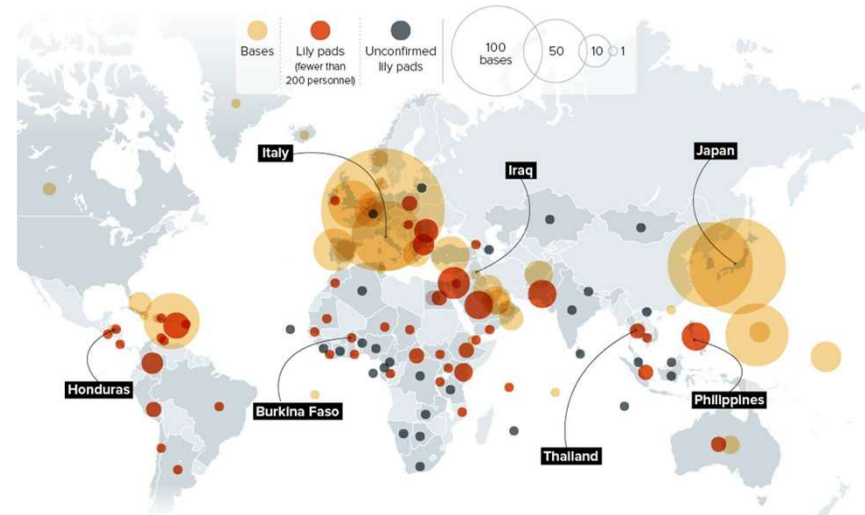 Bases
Lily pads
(fewer than
200 personnel)
Unconfirmed
lily pads
100
bases
50
10
1
Italy
Iraq
Japan
Honduras
Burkina Faso
Thailand
Philippines